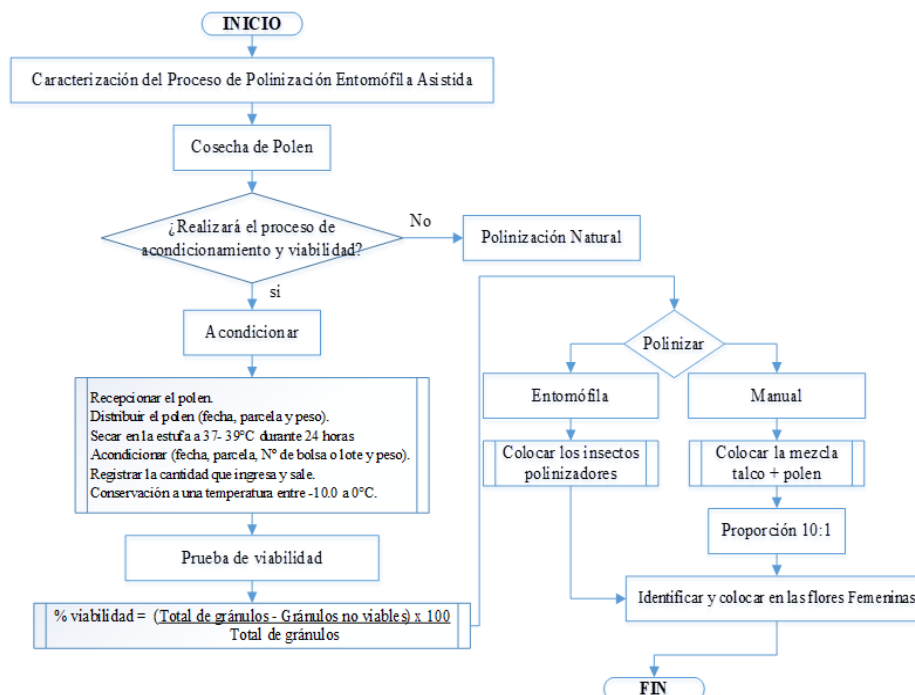 INICIO
Caracterización del Proceso de Polinización Entomófila Asistida
Cosecha de Polen
¿Realizará el proceso de
acondicionamiento y viabilidad?
No
Polinización Natural
si
Acondicionar
Recepcionar el polen.
Distribuir el polen (fecha, parcela y peso).
Secar en la estufa a 37- 39°C durante 24 horas
Acondicionar (fecha, parcela, Nº de bolsa o lote y peso).
Registrar la cantidad que ingresa y sale.
Conservación a una temperatura entre -10.0 a 0°C.
Prueba de viabilidad
% viabilidad = (Total de gránulos - Gránulos no viables) x 100
Total de gránulos
Polinizar
Entomófila
Colocar los insectos
polinizadores
Manual
Colocar la mezcla
talco + polen
Proporción 10:1
Identificar y colocar en las flores Femeninas
FIN